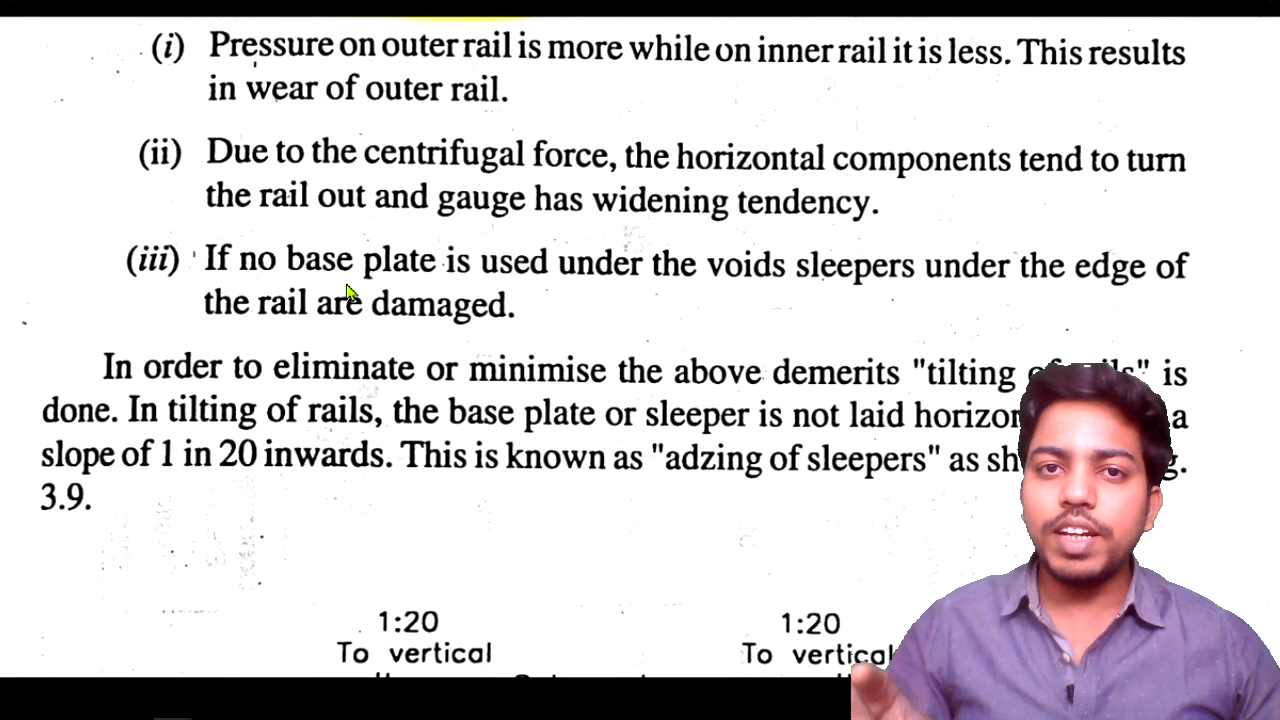 (i) Pressure on outer rail is more while on inner rail it is less. This results
in wear of outer rail.
(ii) Due to the centrifugal force, the horizontal components tend to turn
the rail out and gauge has widening tendency.
(iii) If no base plate is used under the voids sleepers under the edge of
the rail are damaged.
In order to eliminate or minimise the above demerits "tilting is
done. In tilting of rails, the base plate or sleeper is not laid a
slope of 1 in 20 inwards. This is known as "adzing of sleepers" as
3.9.
1:20 1:20
To vertical To vertical